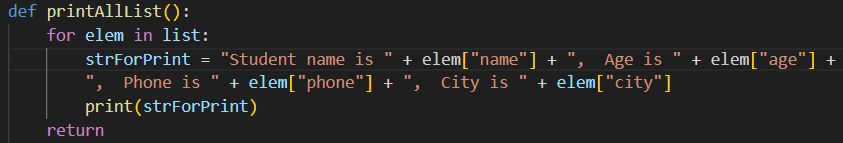 def printAllList():
    for elem in list:
        strForPrint = "Student name is " + elem["name"] + ",  Age is " + elem["age"] +
        ",  Phone is " + elem["phone"] + ",  City is " + elem["city"]
        print(strForPrint)
    return